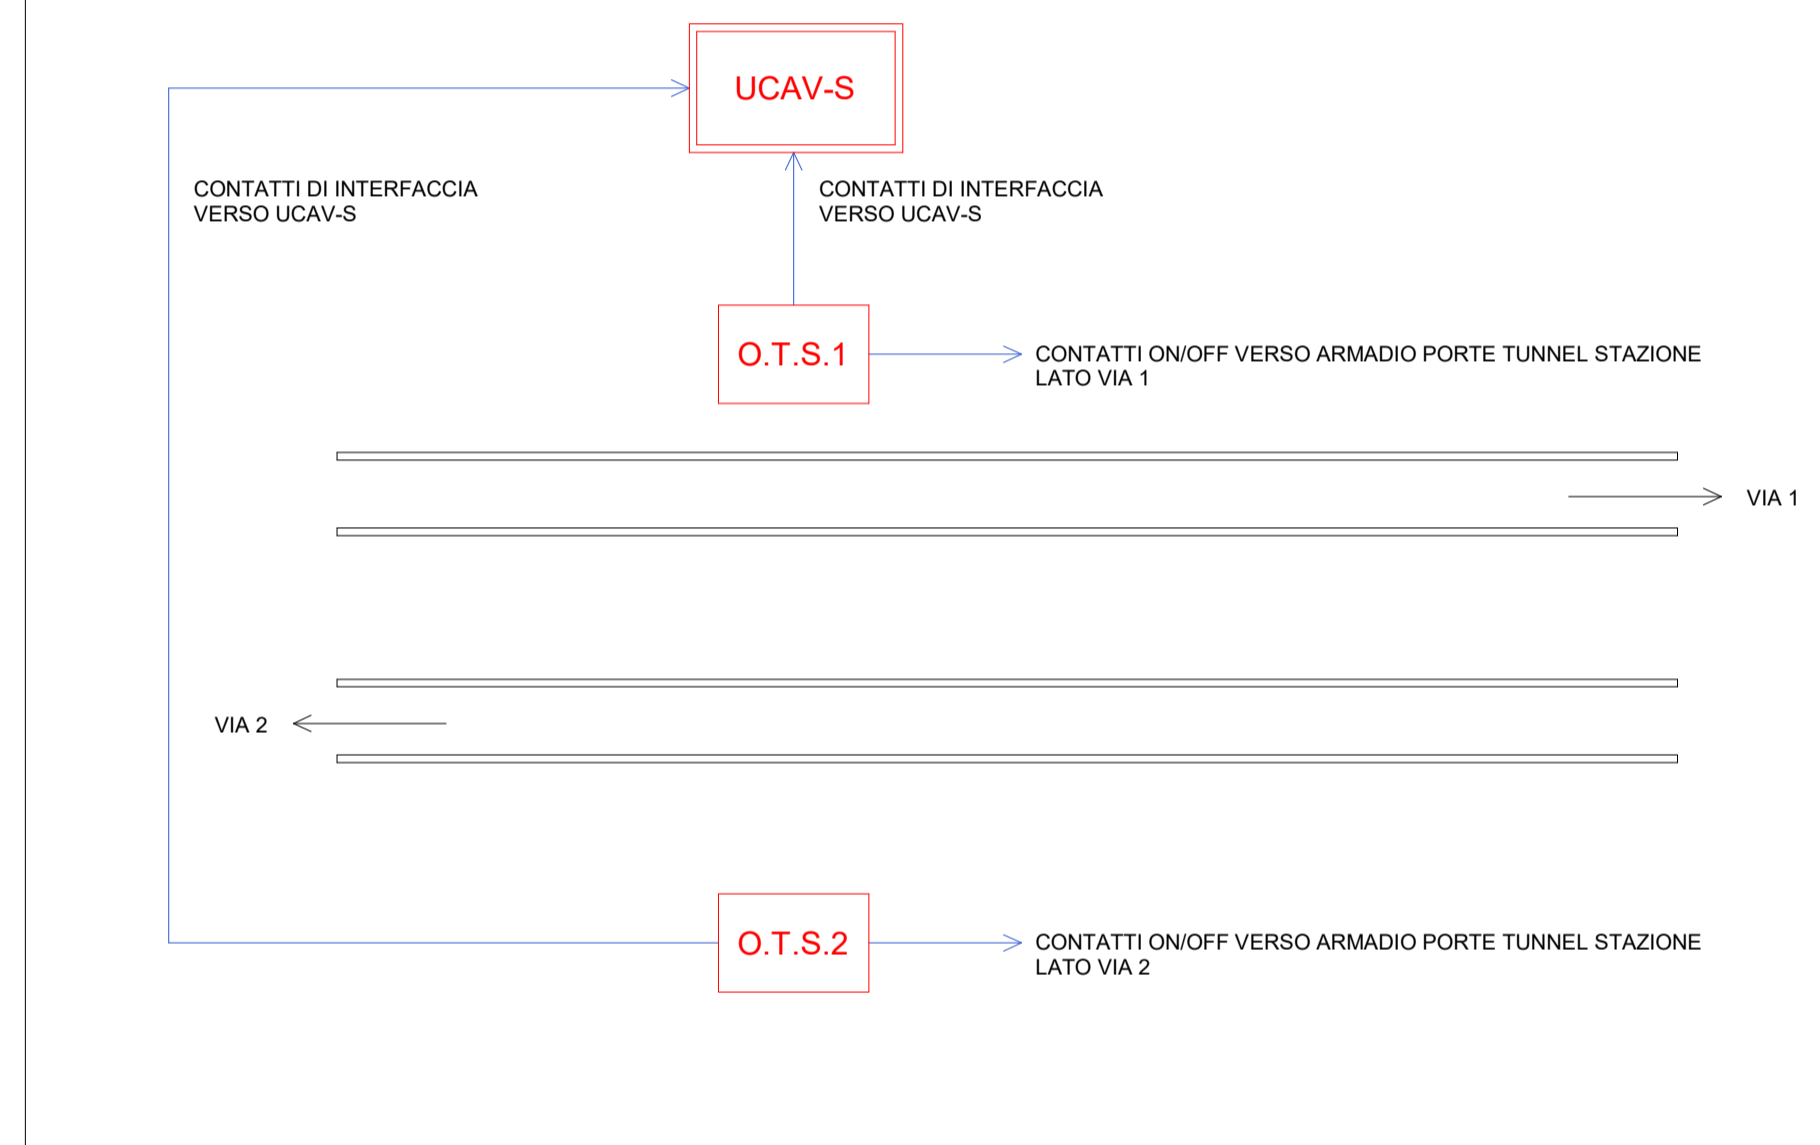 UCAV-S
CONTATTI DI INTERFACCIA
VERSO UCAV-S
CONTATTI DI INTERFACCIA
VERSO UCAV-S
O.T.S.1
CONTATTI ON/OFF VERSO ARMADIO PORTE TUNNEL STAZIONE
LATO VIA 1
VIA 1
VIA 2
O.T.S.2
CONTATTI ON/OFF VERSO ARMADIO PORTE TUNNEL STAZIONE
LATO VIA 2